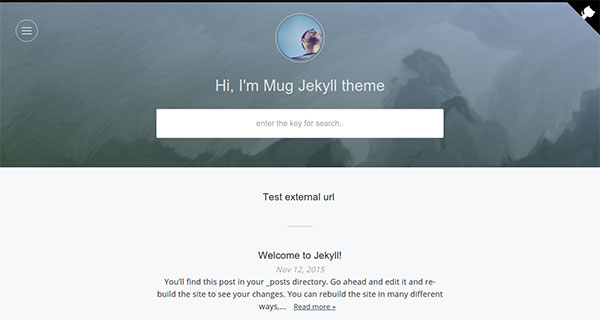 Hi, I'm Mug Jekyll theme
enter the key for search..
Test external url
Welcome to Jekyll!
Nov 12, 2015
You'll find this post in your _posts directory. Go ahead and edit it and re-
build the site to see your changes. You can rebuild the site in many different
ways,... Read more »